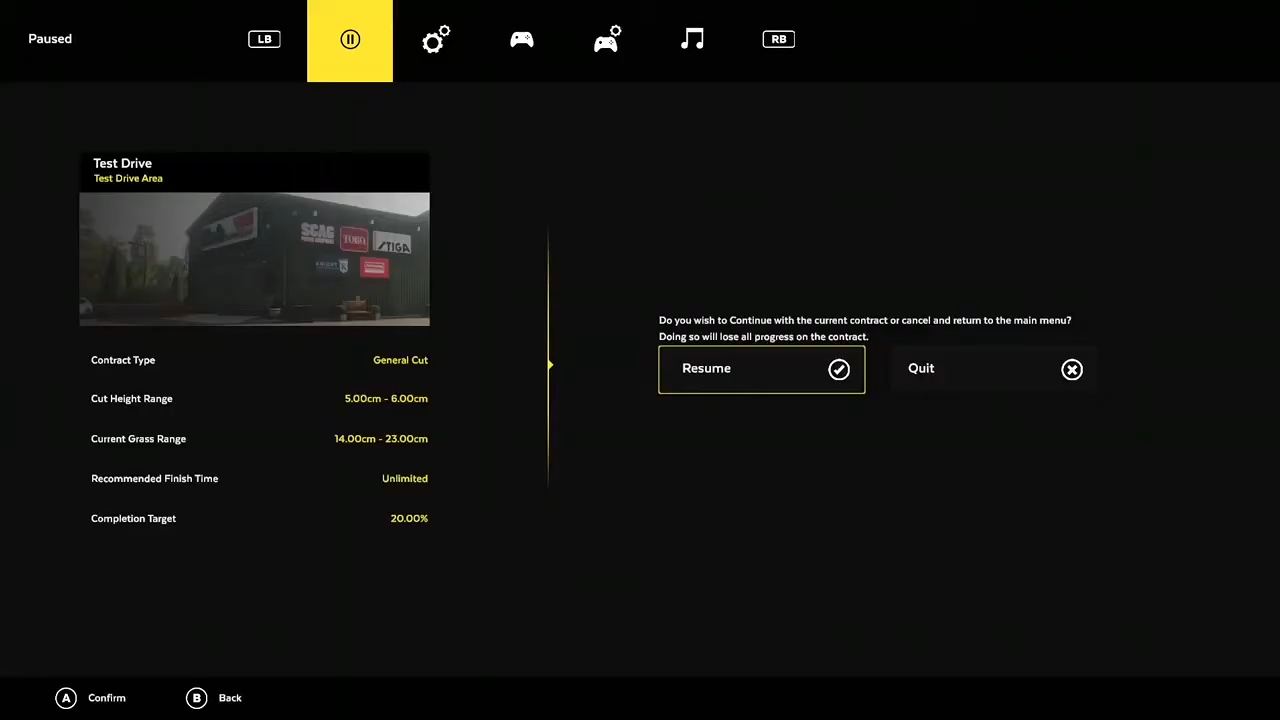 Paused
LB
RB
Test Drive
Test Drive Area
SCAG
TORO
STIGA
Contract Type
General Cut
Cut Height Range
5.00cm - 6.00cm
Current Grass Range
14.00cm - 23.00cm
Recommended Finish Time
Unlimited
Completion Target
20.00%
Do you wish to Continue with the current contract or cancel and return to the main menu?
Doing so will lose all progress on the contract.
Resume
Quit
A Confirm
B Back